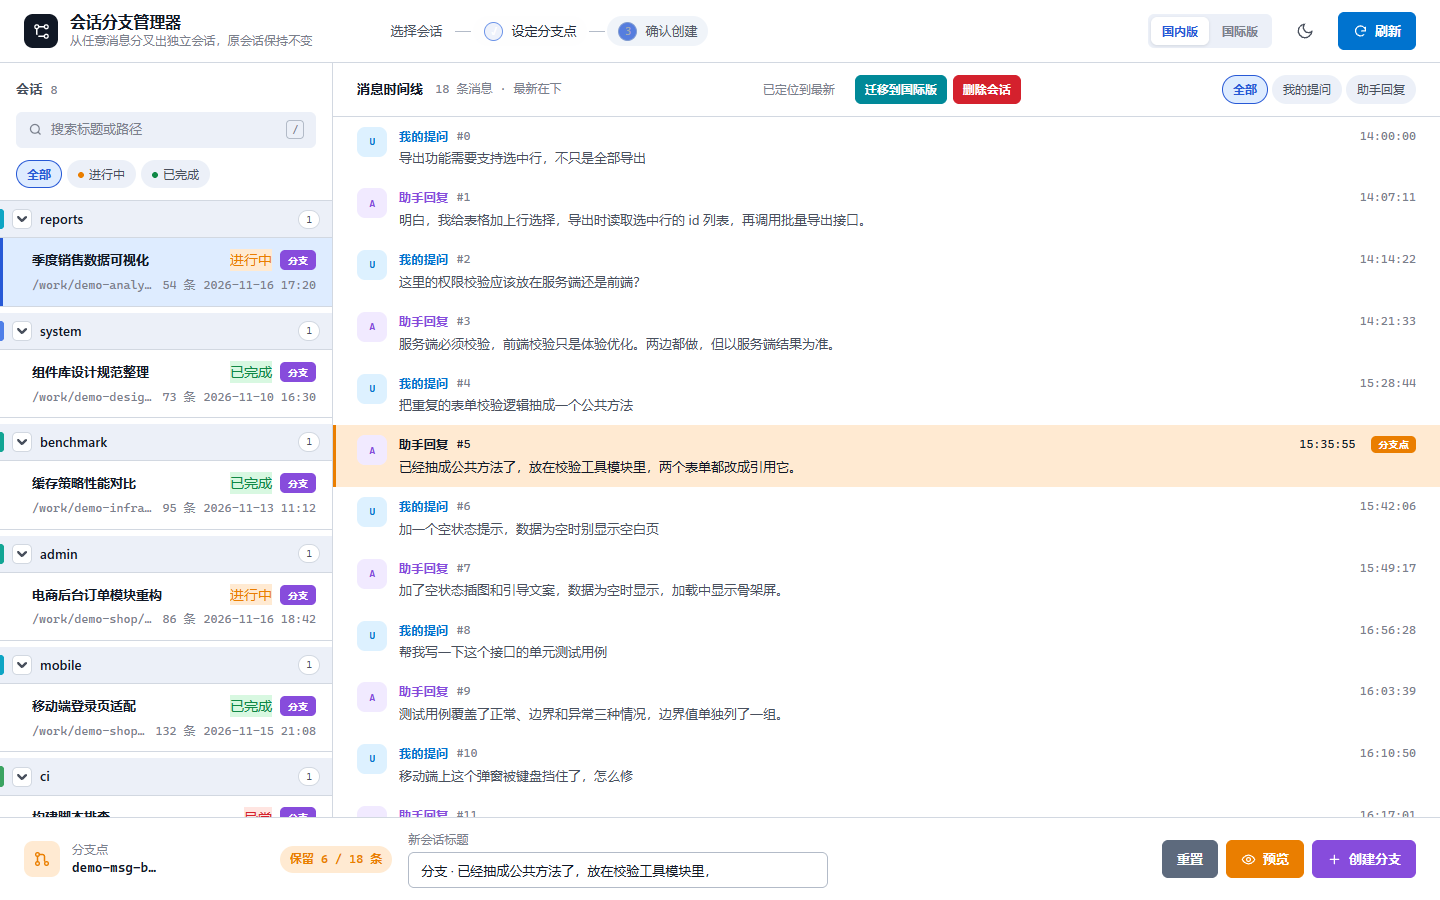 会话分支管理器
从任意消息分叉出独立会话，原会话保持不变
选择会话 — 设定分支点 — 3 确认创建
国内版 国际版
刷新
会话 8
搜索标题或路径 /
全部 进行中 已完成
reports 1
季度销售数据可视化 进行中 分支
/work/demo-analy… 54 条 2026-11-16 17:20
system 1
组件库设计规范整理 已完成 分支
/work/demo-desig… 73 条 2026-11-10 16:30
benchmark 1
缓存策略性能对比 已完成 分支
/work/demo-infra… 95 条 2026-11-13 11:12
admin 1
电商后台订单模块重构 进行中 分支
/work/demo-shop/… 86 条 2026-11-16 18:42
mobile 1
移动端登录页适配 已完成 分支
/work/demo-shop… 132 条 2026-11-15 21:08
ci 1
构建脚本排查 异常 分支
消息时间线 18 条消息 · 最新在下
已定位到最新 迁移到国际版 删除会话
全部 我的提问 助手回复
U 我的提问 #0 14:00:00
导出功能需要支持选中行，不只是全部导出
A 助手回复 #1 14:07:11
明白，我给表格加上行选择，导出时读取选中行的 id 列表，再调用批量导出接口。
U 我的提问 #2 14:14:22
这里的权限校验应该放在服务端还是前端?
A 助手回复 #3 14:21:33
服务端必须校验，前端校验只是体验优化。两边都做，但以服务端结果为准。
U 我的提问 #4 15:28:44
把重复的表单校验逻辑抽成一个公共方法
A 助手回复 #5 15:35:55 分支点
已经抽成公共方法了，放在校验工具模块里，两个表单都改成引用它。
U 我的提问 #6 15:42:06
加一个空状态提示，数据为空时别显示空白页
A 助手回复 #7 15:49:17
加了空状态插图和引导文案，数据为空时显示，加载中显示骨架屏。
U 我的提问 #8 16:56:28
帮我写一下这个接口的单元测试用例
A 助手回复 #9 16:03:39
测试用例覆盖了正常、边界和异常三种情况，边界值单独列了一组。
U 我的提问 #10 16:10:50
移动端上这个弹窗被键盘挡住了，怎么修
助手回复 #11 16:17:01
分支点
demo-msg-b…
保留 6 / 18 条
新会话标题
分支 · 已经抽成公共方法了，放在校验工具模块里，
重置 预览 创建分支